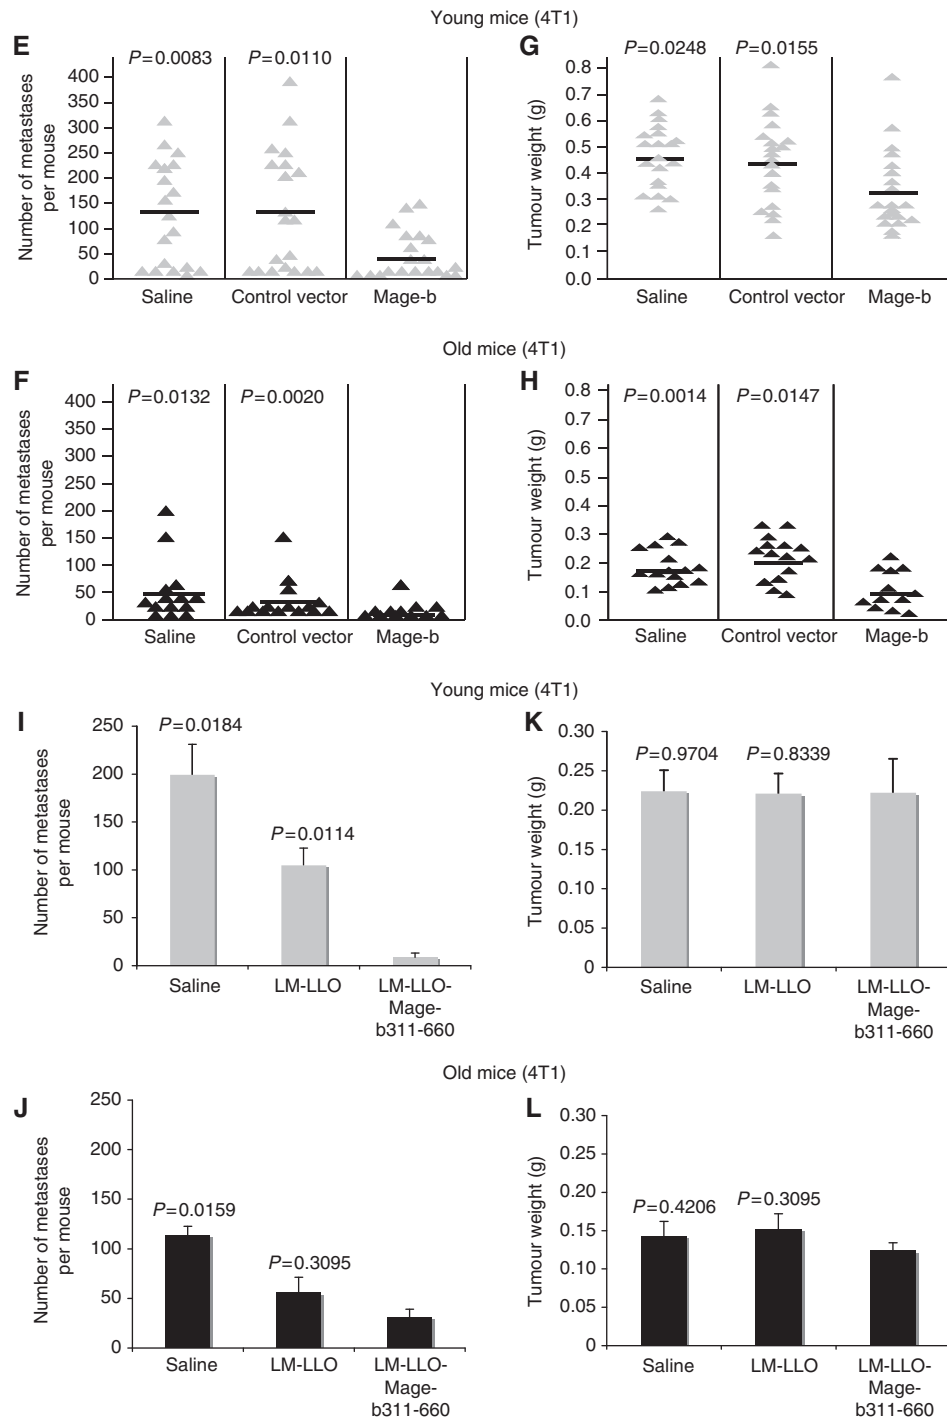 Young mice (4T1)
E
P=0.0083
P=0.0110
Number of metastases
per mouse
400
350
300
250
200
150
100
50
0
Saline
Control vector
Mage-b
G
P=0.0248
P=0.0155
Tumour weight (g)
0.8
0.7
0.6
0.5
0.4
0.3
0.2
0.1
0.0
Saline
Control vector
Mage-b
Old mice (4T1)
F
P=0.0132
P=0.0020
Number of metastases
per mouse
400
350
300
250
200
150
100
50
0
Saline
Control vector
Mage-b
H
P=0.0014
P=0.0147
Tumour weight (g)
0.8
0.7
0.6
0.5
0.4
0.3
0.2
0.1
0.0
Saline
Control vector
Mage-b
Young mice (4T1)
I
P=0.0184
P=0.0114
Number of metastases
per mouse
250
200
150
100
50
0
Saline
LM-LLO
LM-LLO-
Mage-
b311-660
K
P=0.9704
P=0.8339
Tumour weight (g)
0.30
0.25
0.20
0.15
0.10
0.05
0
Saline
LM-LLO
LM-LLO-
Mage-
b311-660
Old mice (4T1)
J
P=0.0159
P=0.3095
Number of metastases
per mouse
250
200
150
100
50
0
Saline
LM-LLO
LM-LLO-
Mage-
b311-660
L
P=0.4206
P=0.3095
Tumour weight (g)
0.30
0.25
0.20
0.15
0.10
0.05
0
Saline
LM-LLO
LM-LLO-
Mage-
b311-660